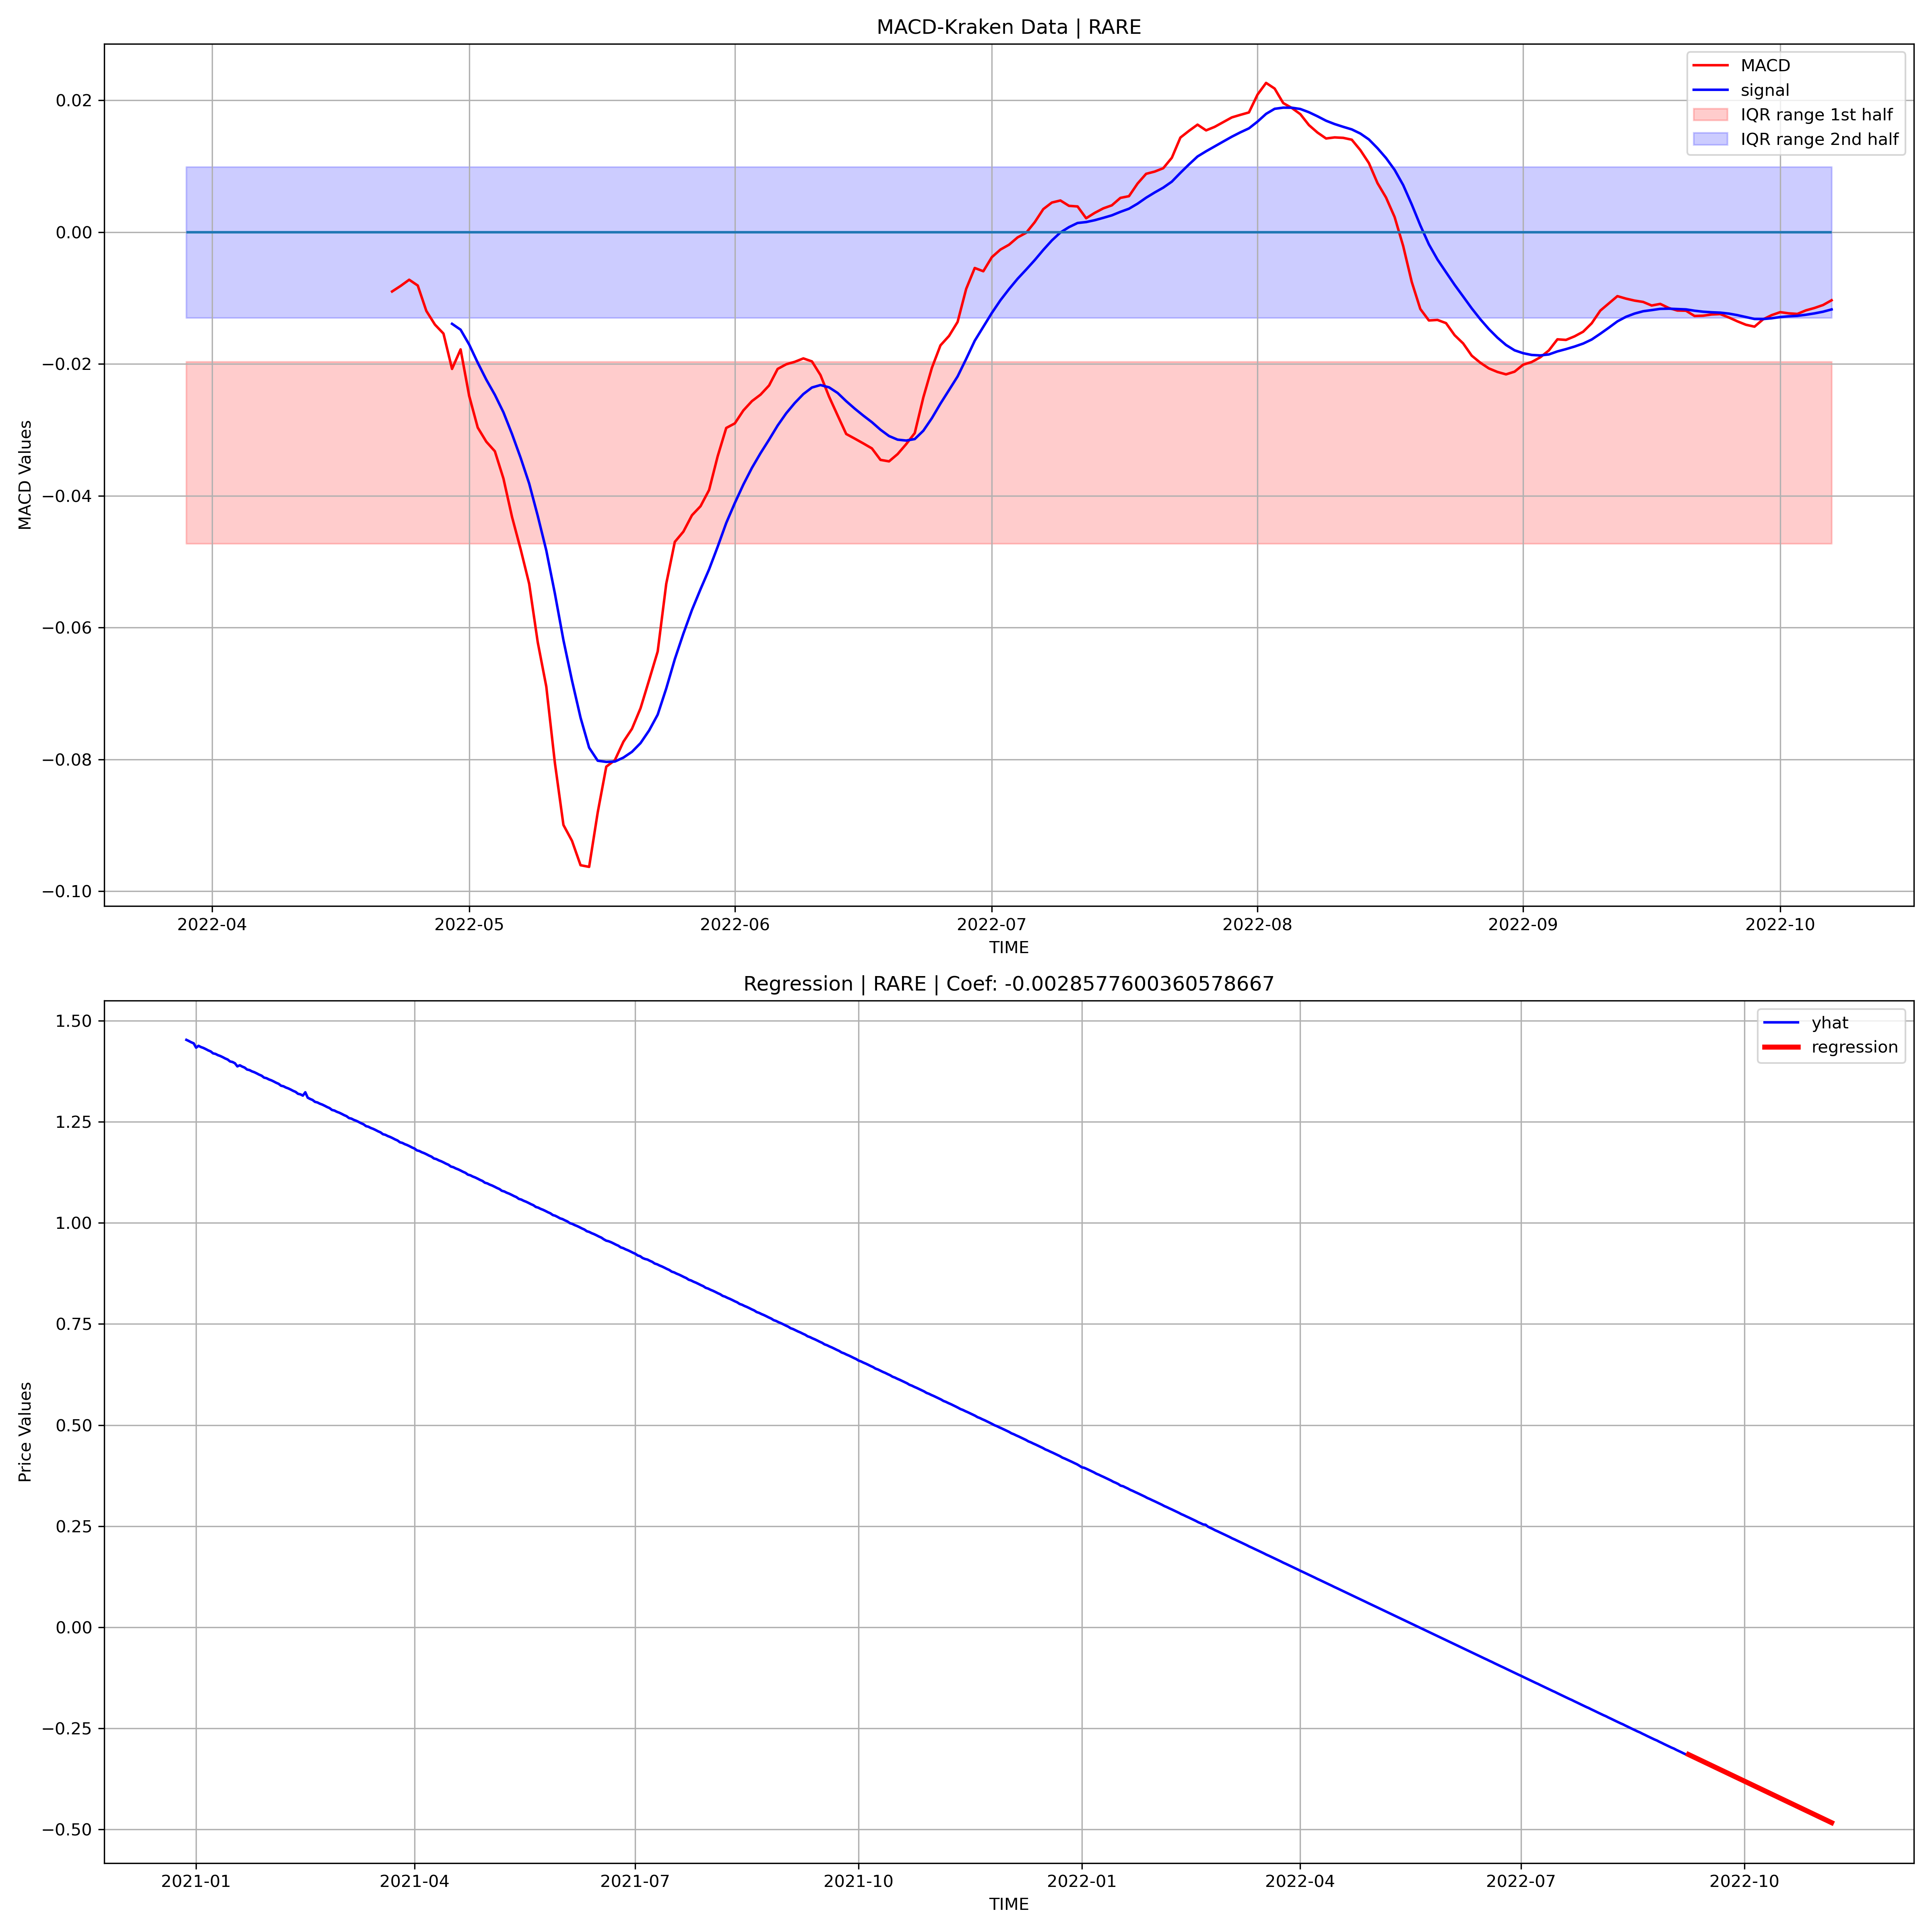 MACD-Kraken Data | RARE
MACD
signal
IQR range 1st half
IQR range 2nd half
0.02
0.00
−0.02
−0.04
−0.06
−0.08
−0.10
MACD Values
2022-04 2022-05 2022-06 2022-07 2022-08 2022-09 2022-10
TIME
Regression | RARE | Coef: -0.0028577600360578667
yhat
regression
1.50
1.25
1.00
0.75
0.50
0.25
0.00
−0.25
−0.50
Price Values
2021-01 2021-04 2021-07 2021-10 2022-01 2022-04 2022-07 2022-10
TIME